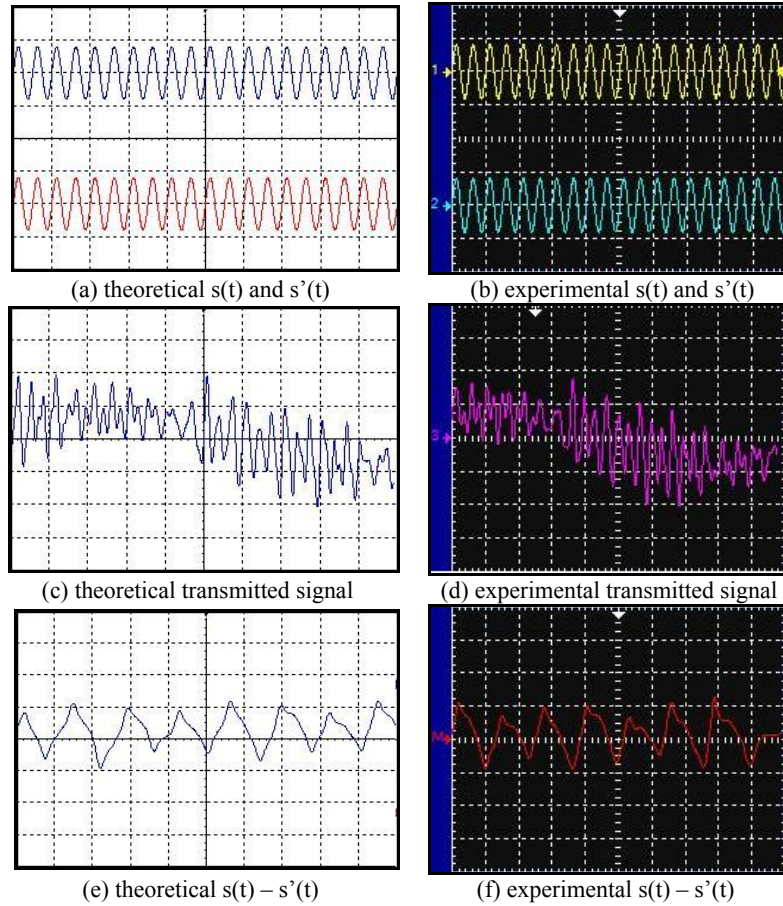 1
2
(a) theoretical s(t) and s’(t)
(b) experimental s(t) and s’(t)
3
(c) theoretical transmitted signal
(d) experimental transmitted signal
M
(e) theoretical s(t) – s’(t)
(f) experimental s(t) – s’(t)